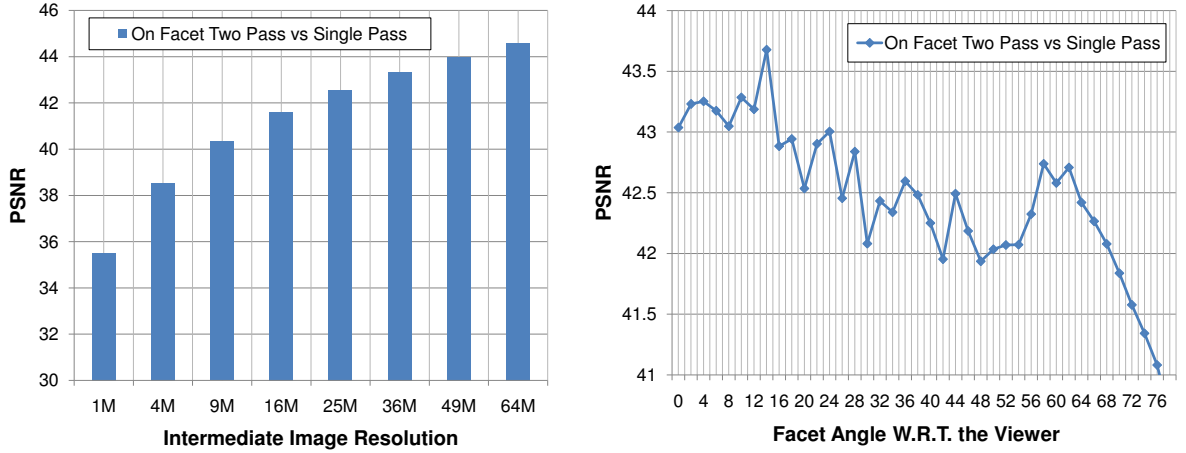 46
44
42
40
38
36
34
32
30
PSNR
On Facet Two Pass vs Single Pass
1M 4M 9M 16M 25M 36M 49M 64M
Intermediate Image Resolution
44
43.5
43
42.5
42
41.5
41
PSNR
On Facet Two Pass vs Single Pass
0 4 8 12 16 20 24 28 32 36 40 44 48 52 56 60 64 68 72 76
Facet Angle W.R.T. the Viewer